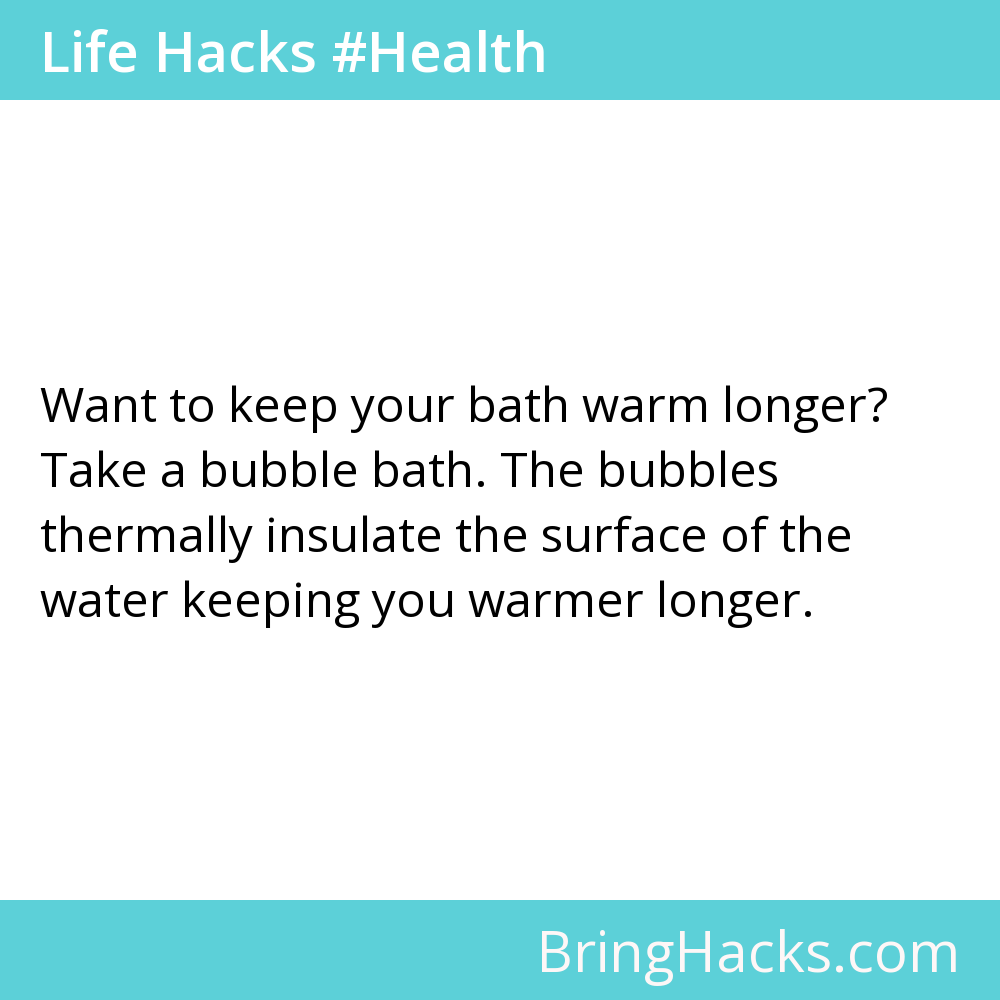 Life Hacks #Health
Want to keep your bath warm longer?
Take a bubble bath. The bubbles
thermally insulate the surface of the
water keeping you warmer longer.
BringHacks.com